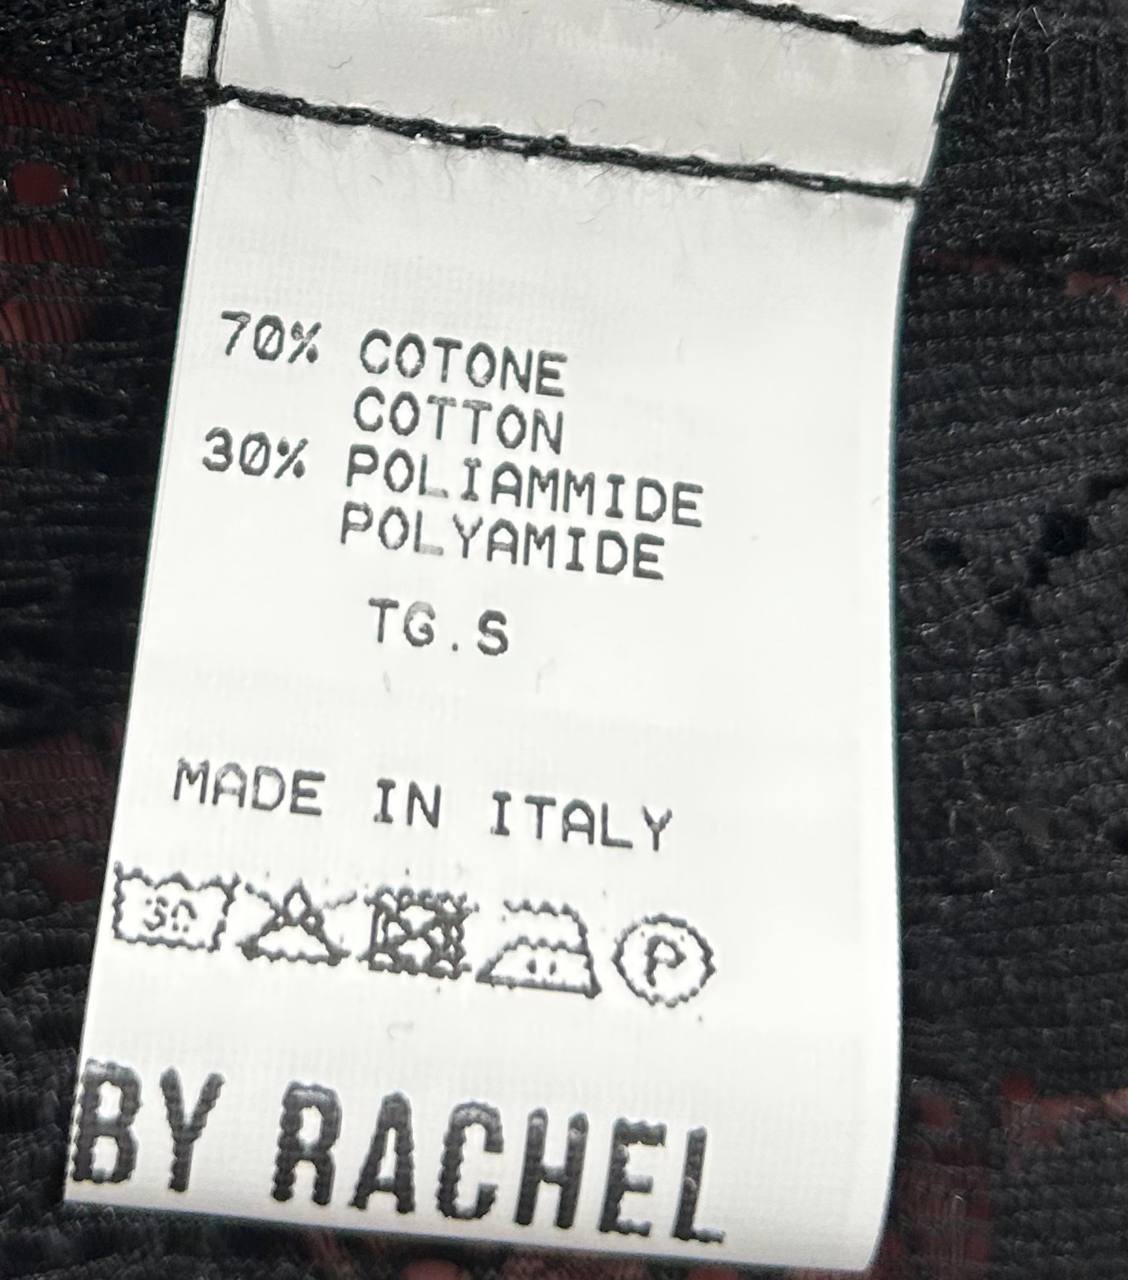 70% COTONE
COTTON
30% POLIAMMIDE
POLYAMIDE
TG.S
MADE IN ITALY
30 P
BY RACHEL